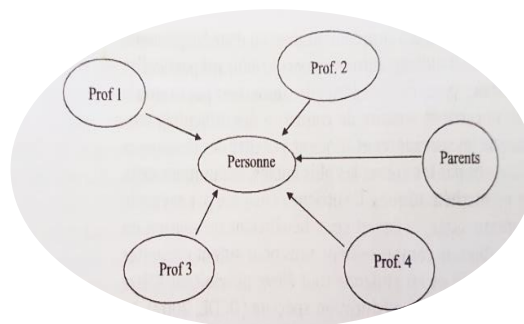 Prof. 2
Prof 1
Personne
Parents
Prof 3
Prof. 4